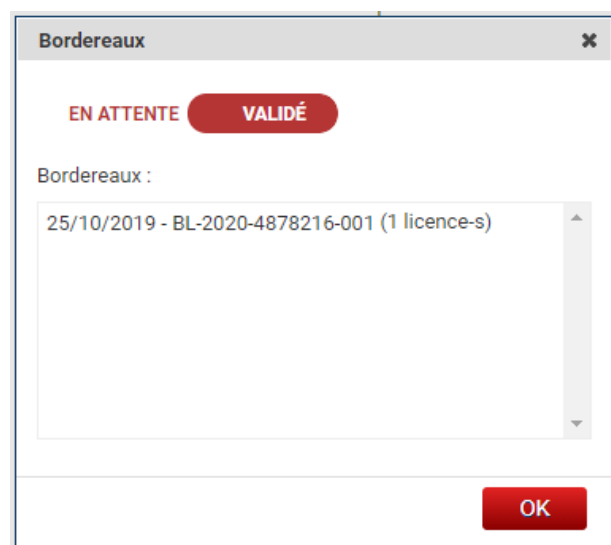 Bordereaux
EN ATTENTE VALIDÉ
Bordereaux :
25/10/2019 - BL-2020-4878216-001 (1 licence-s)
OK